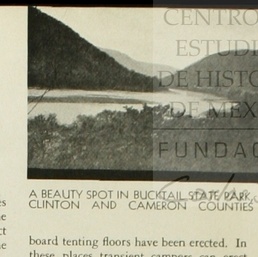 CENTRO
ESTUDI
DE HISTO
DE MEX
FUNDAC
A BEAUTY SPOT IN BUCKTAIL STATE PARK,
CLINTON AND CAMERON COUNTIES
board tenting floors have been erected. In
these places transient campers can erect